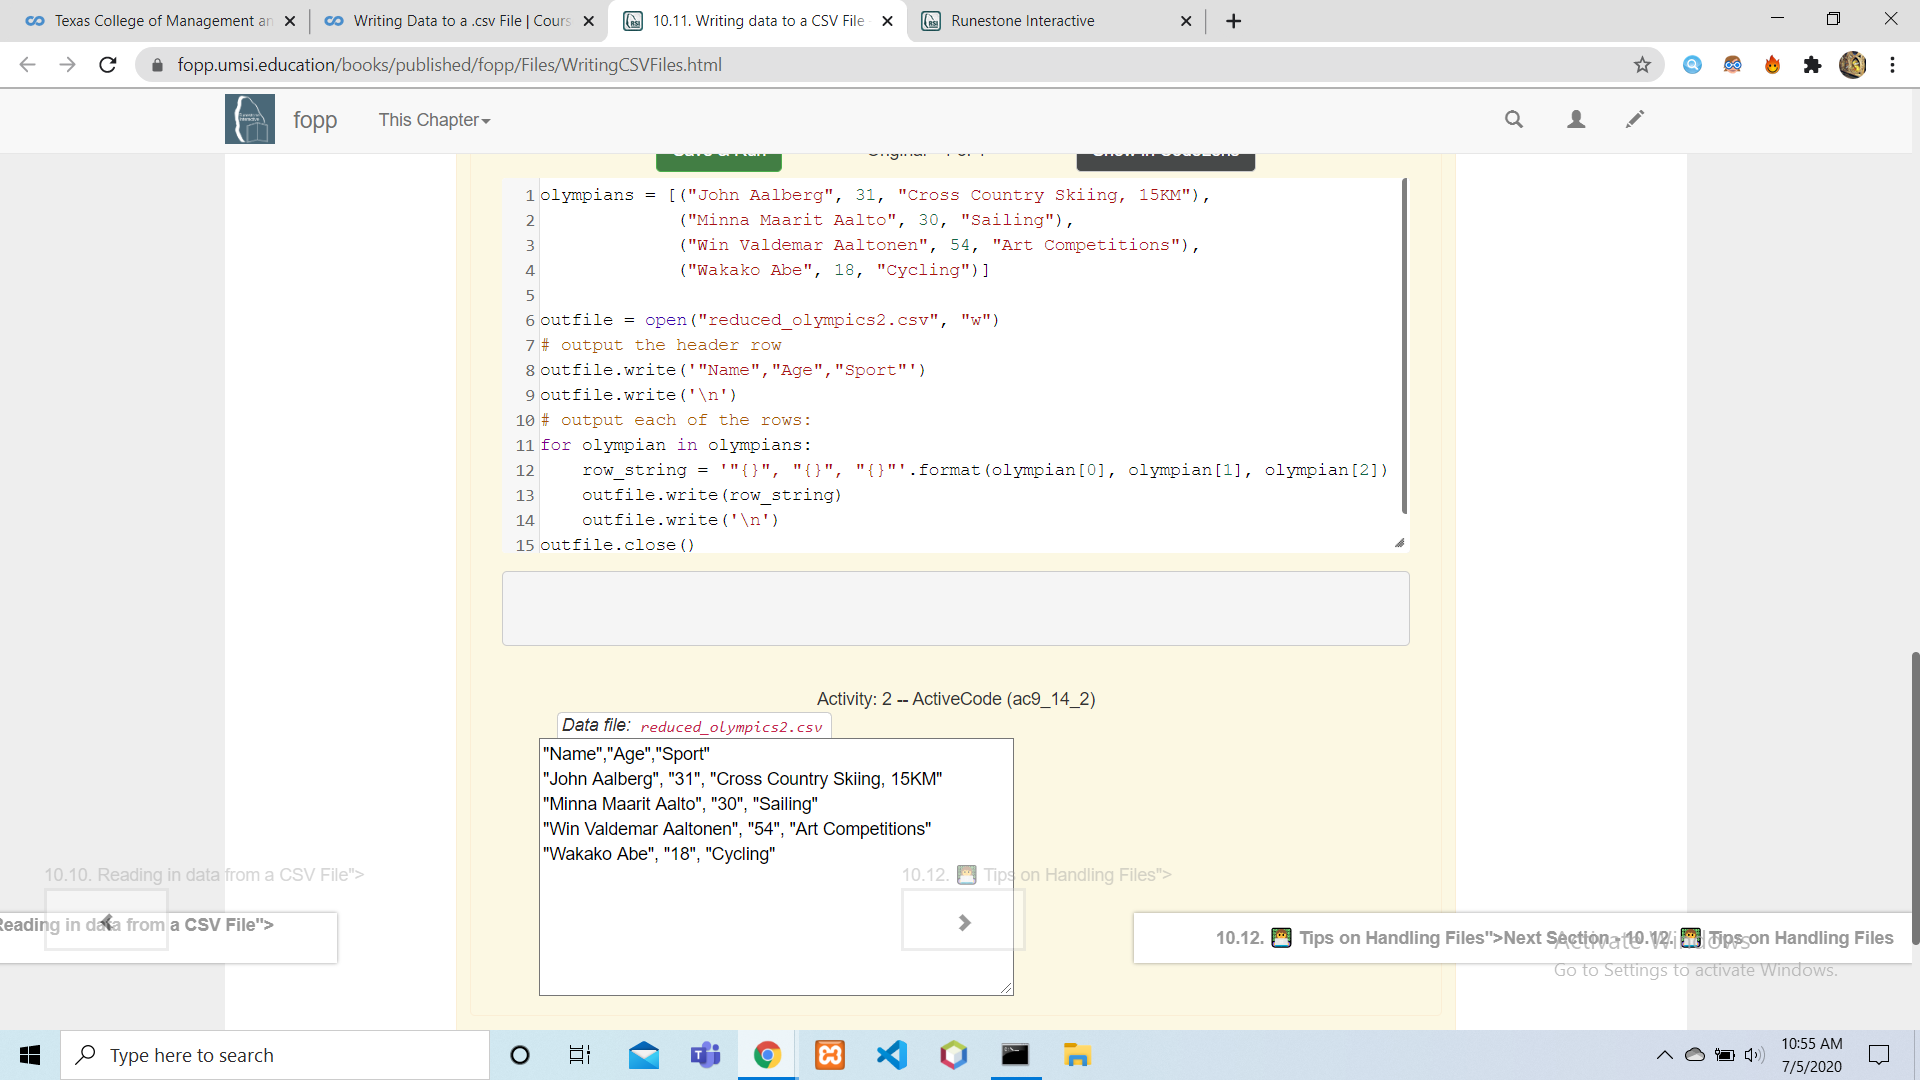 Texas College of Management an
Writing Data to a .csv File | Cours
10.11. Writing data to a CSV File
Runestone Interactive
fopp.umsi.education/books/published/fopp/Files/WritingCSVFiles.html
fopp
This Chapter
1 olympians = [("John Aalberg", 31, "Cross Country Skiing, 15KM"),
2 ("Minna Maarit Aalto", 30, "Sailing"),
3 ("Win Valdemar Aaltonen", 54, "Art Competitions"),
4 ("Wakako Abe", 18, "Cycling")]
5
6 outfile = open("reduced_olympics2.csv", "w")
7 # output the header row
8 outfile.write('"Name","Age","Sport"')
9 outfile.write('\n')
10 # output each of the rows:
11 for olympian in olympians:
12 row_string = '"{}", "{}", "{}"'.format(olympian[0], olympian[1], olympian[2])
13 outfile.write(row_string)
14 outfile.write('\n')
15 outfile.close()
Activity: 2 -- ActiveCode (ac9_14_2)
Data file: reduced_olympics2.csv
"Name","Age","Sport"
"John Aalberg", "31", "Cross Country Skiing, 15KM"
"Minna Maarit Aalto", "30", "Sailing"
"Win Valdemar Aaltonen", "54", "Art Competitions"
"Wakako Abe", "18", "Cycling"
10.10. Reading in data from a CSV File">
10.12. Tips on Handling Files">
Reading in data from a CSV File">
10.12. Tips on Handling Files">Next Section - 10.12. Tips on Handling Files
Activate Windows
Go to Settings to activate Windows.
Type here to search
10:55 AM
7/5/2020